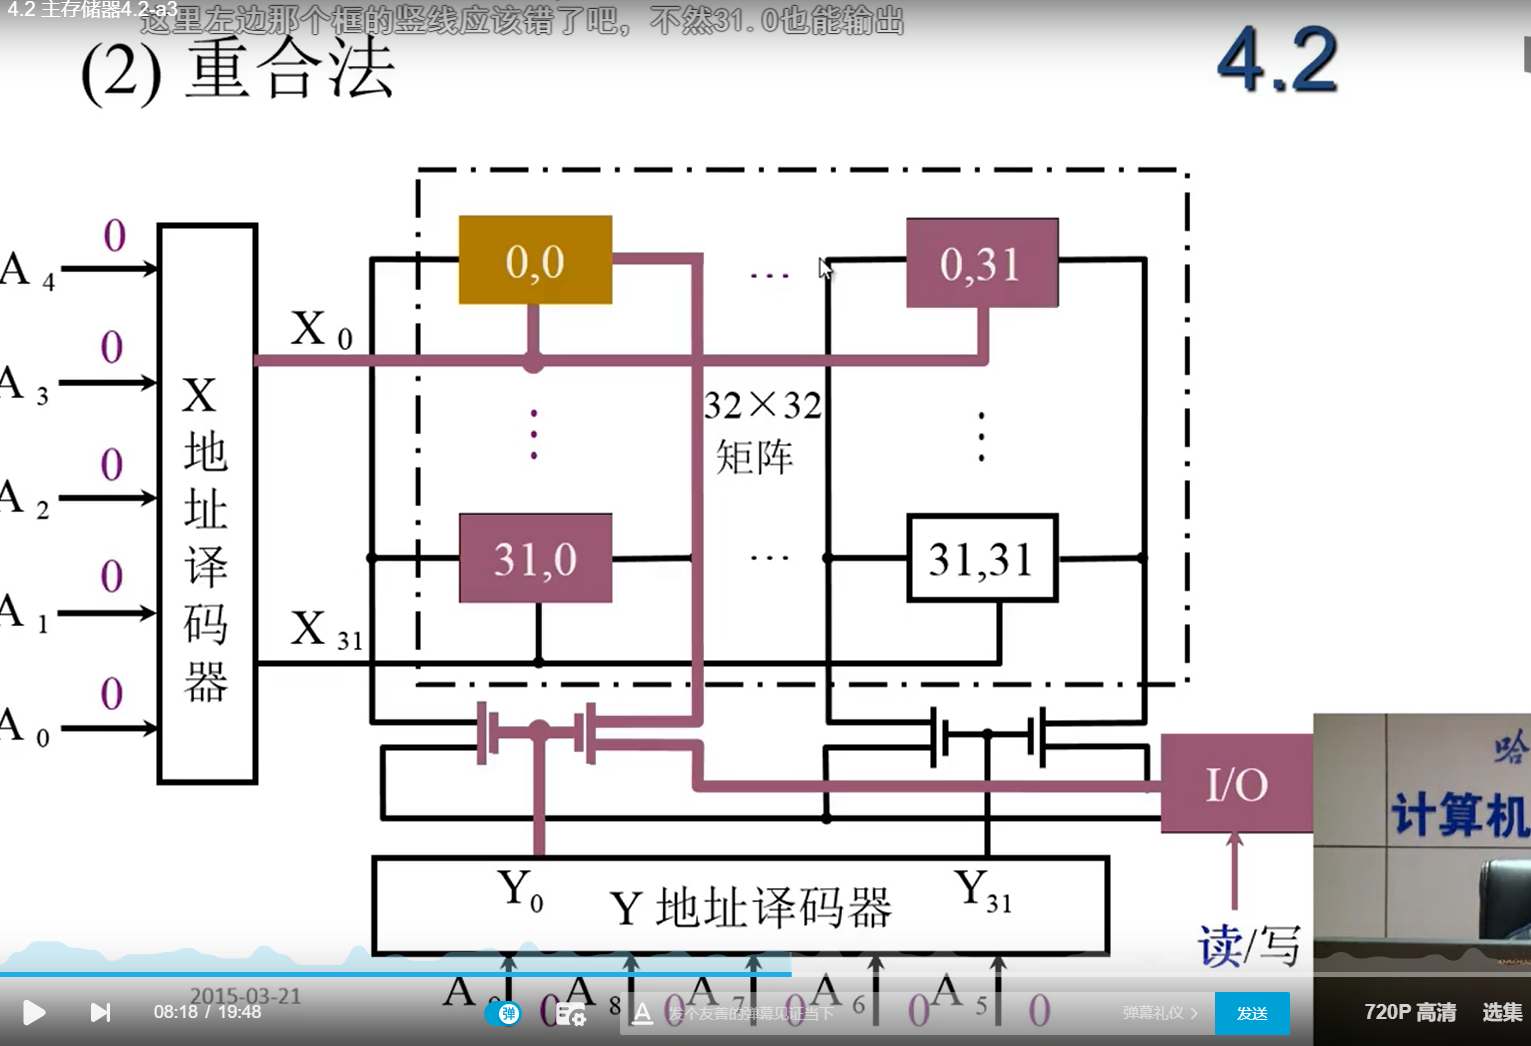 4.2 主存储器4.2-a3
这里左边那个框的竖线应该错了吧，不然31.0也能输出
(2) 重合法
4.2
0
A 4
0
A 3
0
A 2
0
A 1
0
A 0
X 地址译码器
X 0
X 31
0,0
…
0,31
32×32
矩阵
31,0
…
31,31
I/O
读/写
Y0
Y 地址译码器
Y31
A 9 0 A 8 0 A 7 0 A 6 0 A 5 0
哈
计算机
2015-03-21
08:18 / 19:48
弹
A
发个友善的弹幕见证当下
弹幕礼仪 >
发送
720P 高清
选集